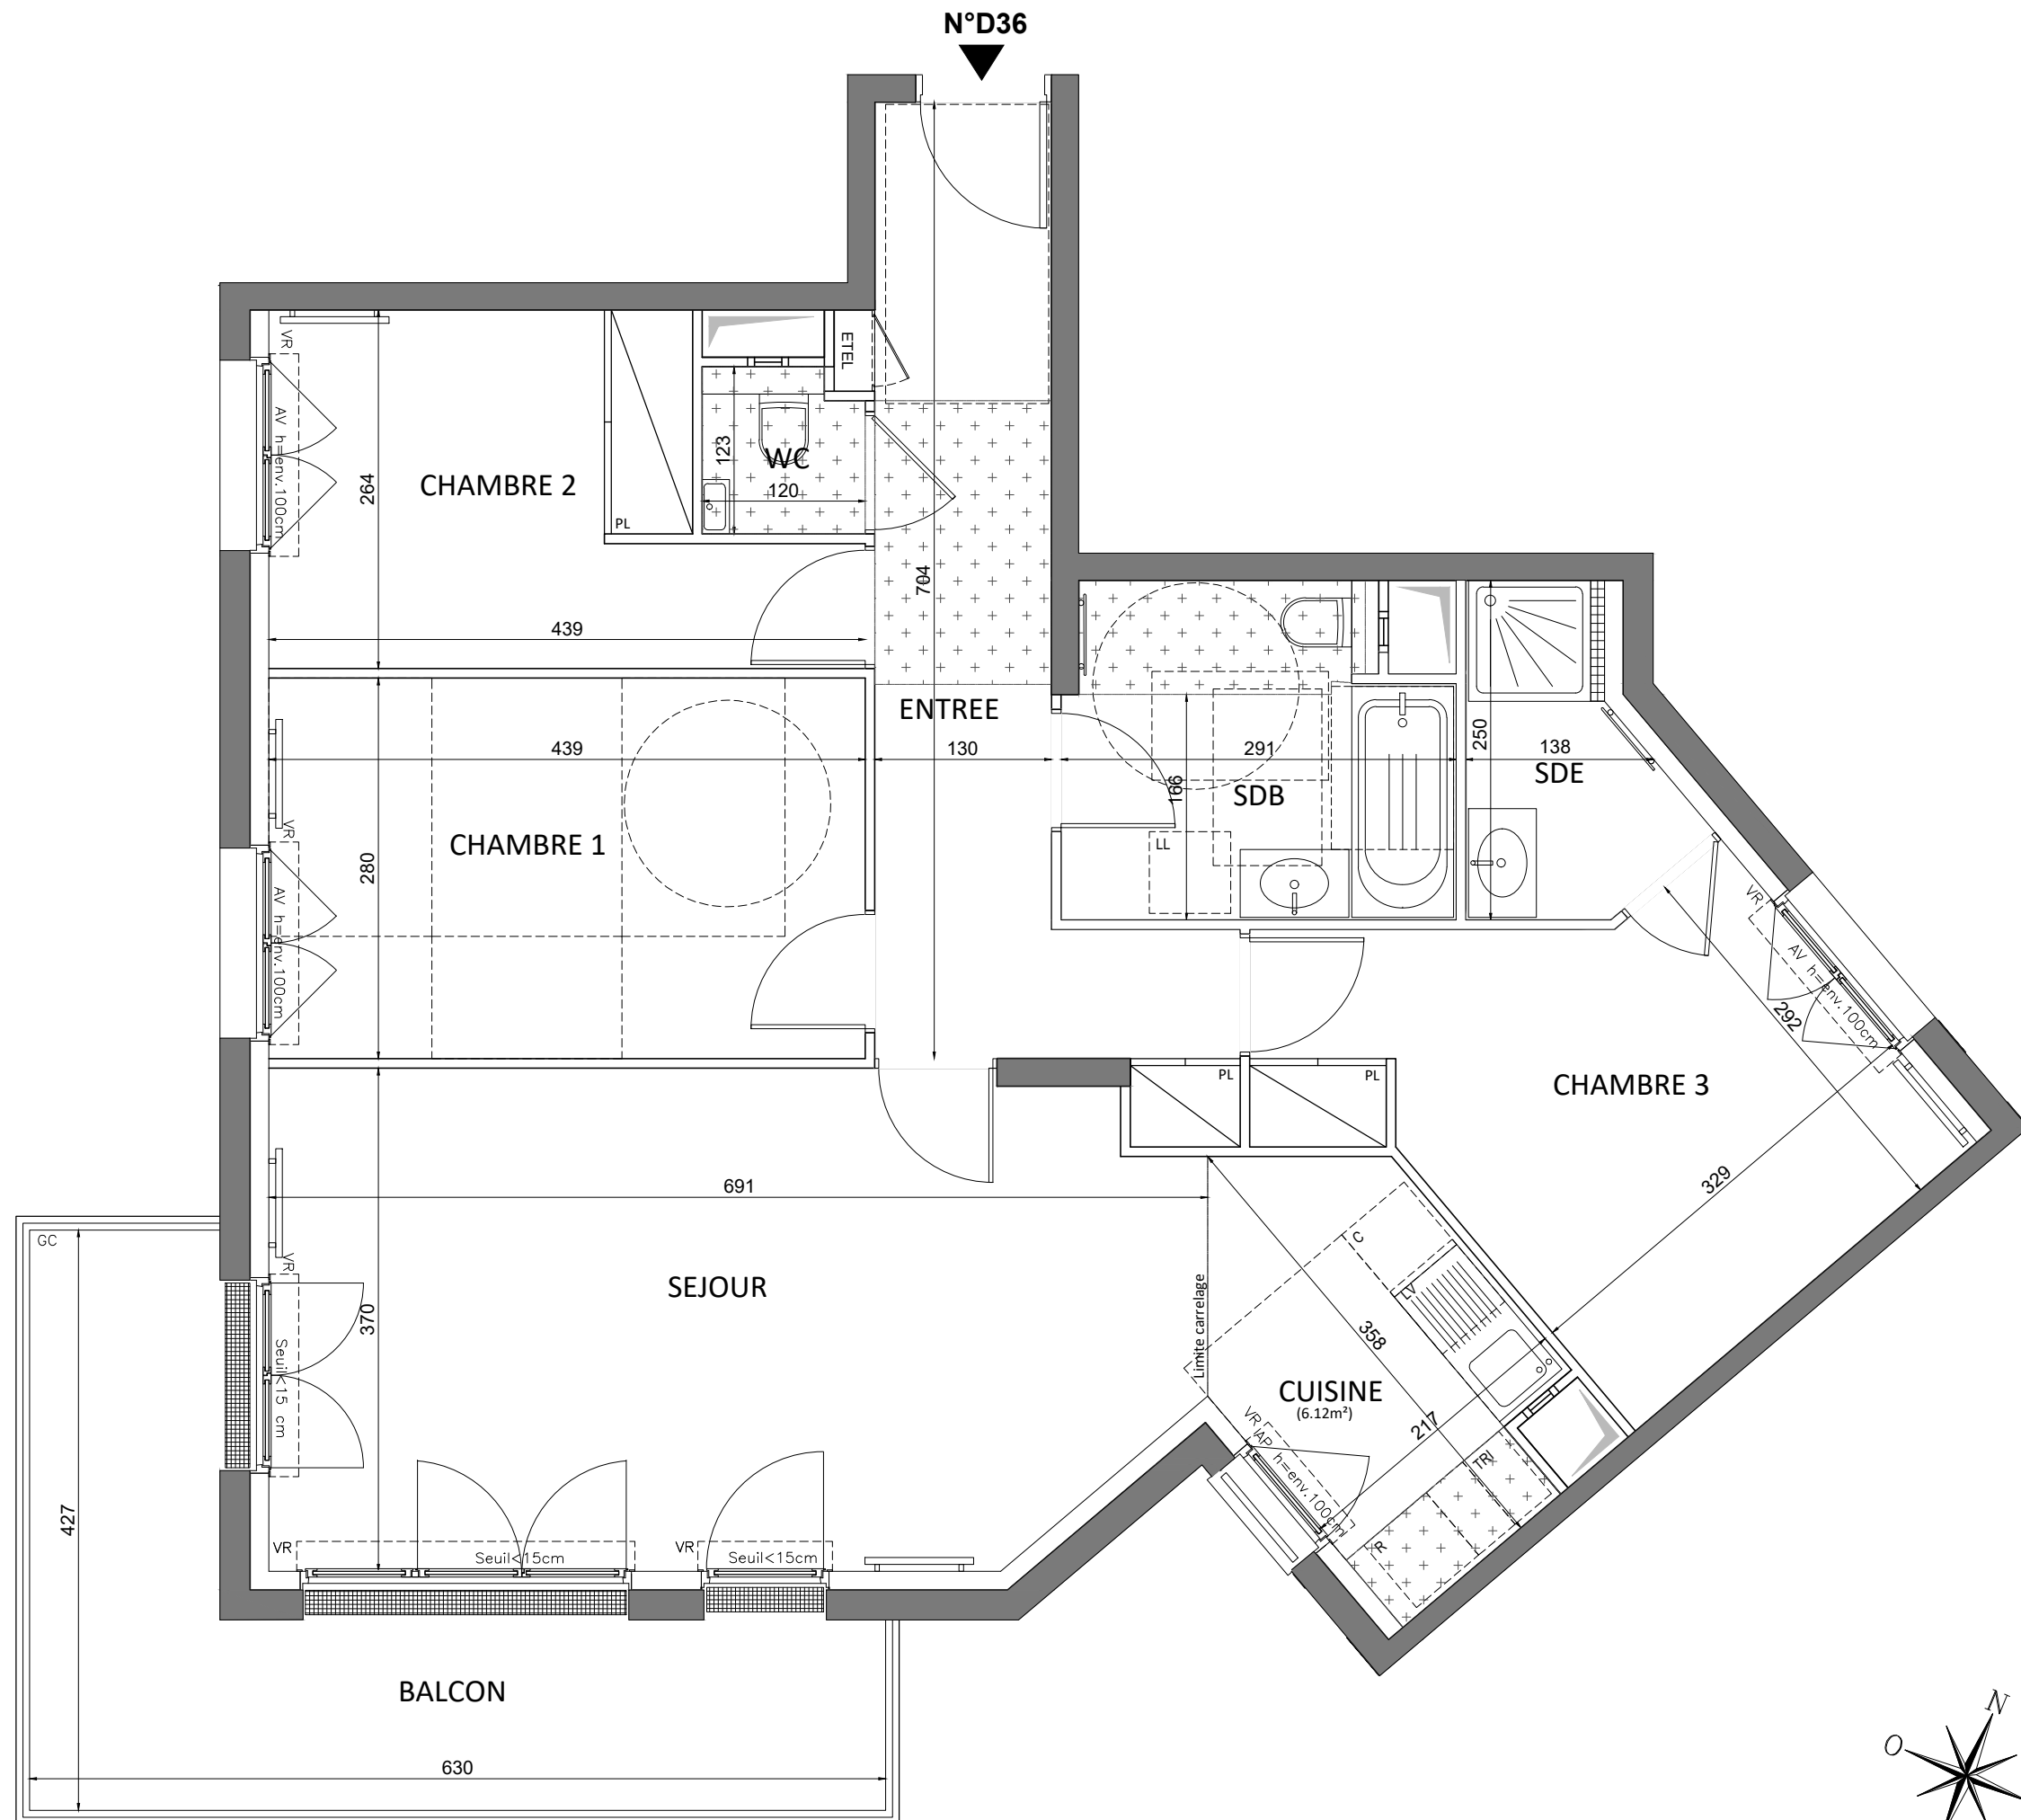 N°D36
VR
ETEL
AV h=env.100cm
CHAMBRE 2
264
123
WC
120
PL
704
439
ENTREE
439
130
291
250
138
SDE
166
SDB
LL
VR
CHAMBRE 1
280
AV h=env.100cm
VR
AV h=env.100cm
292
PL
PL
CHAMBRE 3
329
691
GC
VR
SEJOUR
370
Seuil<15 cm
Limite carrelage
C
LV
358
CUISINE
(6.12m²)
217
VR
AP h=env.100cm
TRI
R
427
VR
Seuil<15cm
VR
Seuil<15cm
BALCON
630
N
O